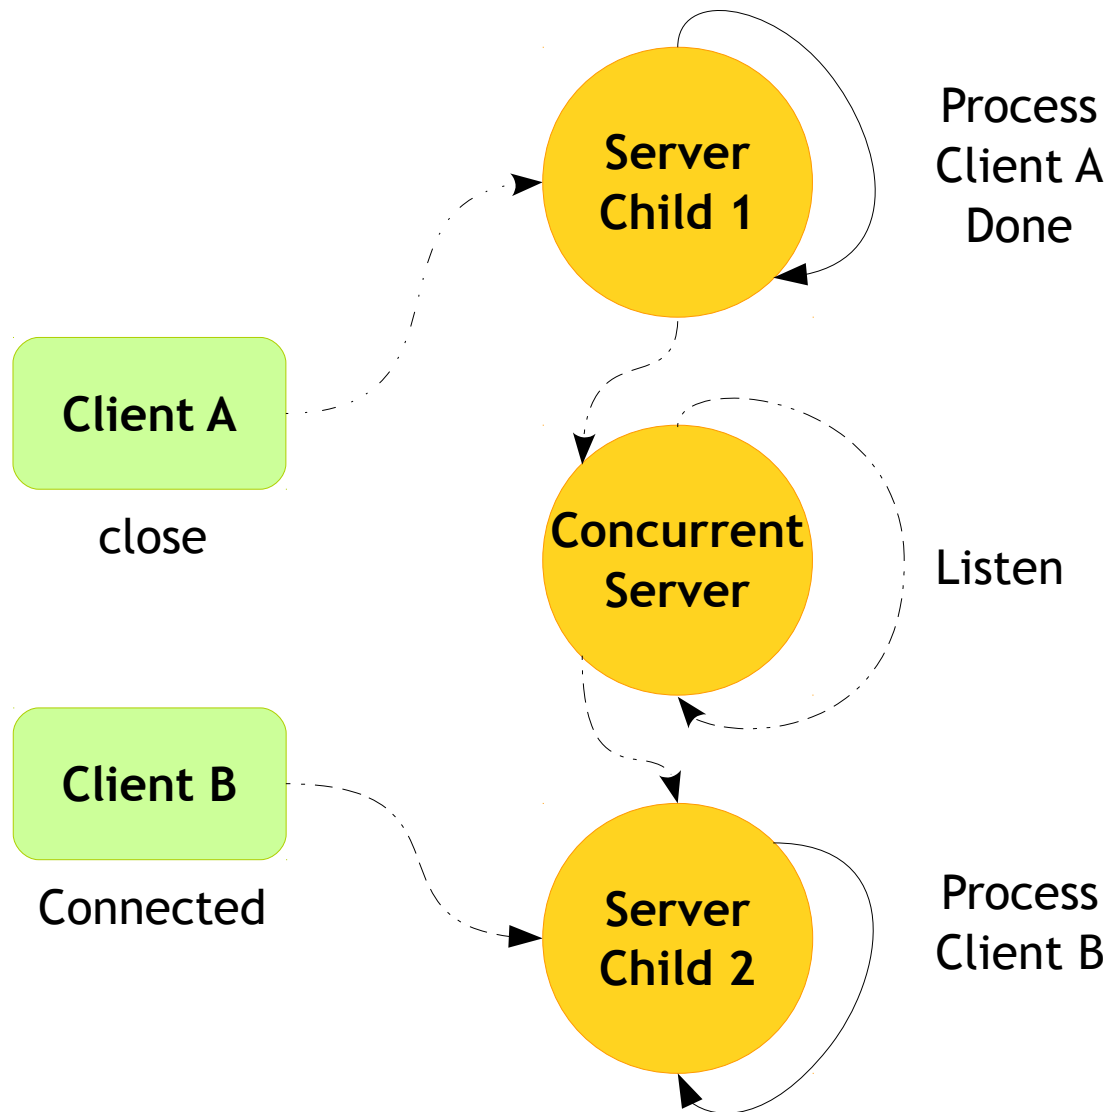 Server
Child 1
Process
Client A
Done
Client A
close
Concurrent
Server
Listen
Client B
Connected
Server
Child 2
Process
Client B